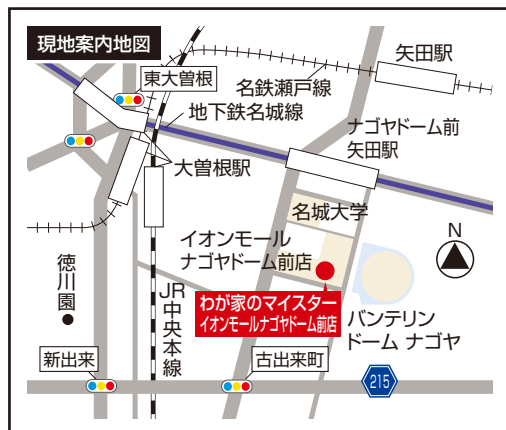 現地案内地図
矢田駅
東大曽根
名鉄瀬戸線
地下鉄名城線
ナゴヤドーム前
矢田駅
大曽根駅
名城大学
イオンモール
ナゴヤドーム前店
N
徳川園
JR中央本線
わが家のマイスター
イオンモールナゴヤドーム前店
バンテリン
ドーム ナゴヤ
新出来
古出来町
215